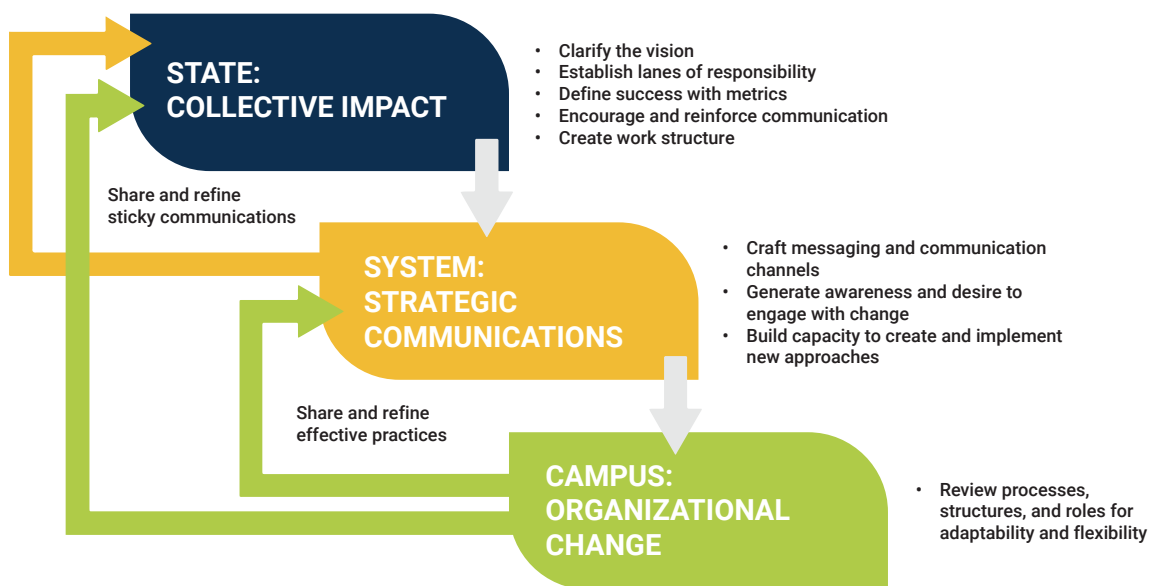 STATE:
COLLECTIVE IMPACT
• Clarify the vision
• Establish lanes of responsibility
• Define success with metrics
• Encourage and reinforce communication
• Create work structure
Share and refine
sticky communications
SYSTEM:
STRATEGIC
COMMUNICATIONS
• Craft messaging and communication
channels
• Generate awareness and desire to
engage with change
• Build capacity to create and implement
new approaches
Share and refine
effective practices
CAMPUS:
ORGANIZATIONAL
CHANGE
• Review processes,
structures, and roles for
adaptability and flexibility